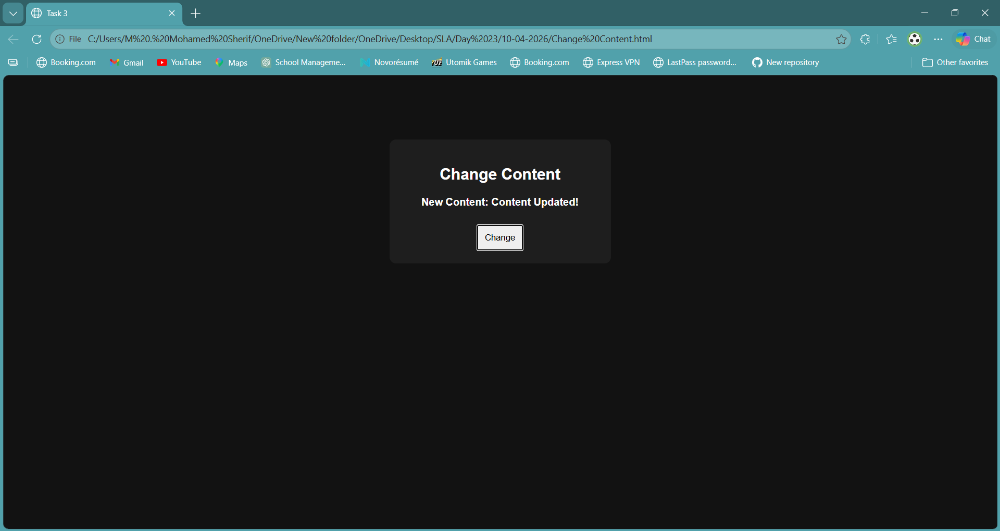 Task 3
File C:/Users/M%20.%20Mohamed%20Sherif/OneDrive/New%20folder/OneDrive/Desktop/SLA/Day%2023/10-04-2026/Change%20Content.html
Chat
Booking.com Gmail YouTube Maps School Manageme... Novorésumé Utomik Games Booking.com Express VPN LastPass password... New repository Other favorites
Change Content
New Content: Content Updated!
Change